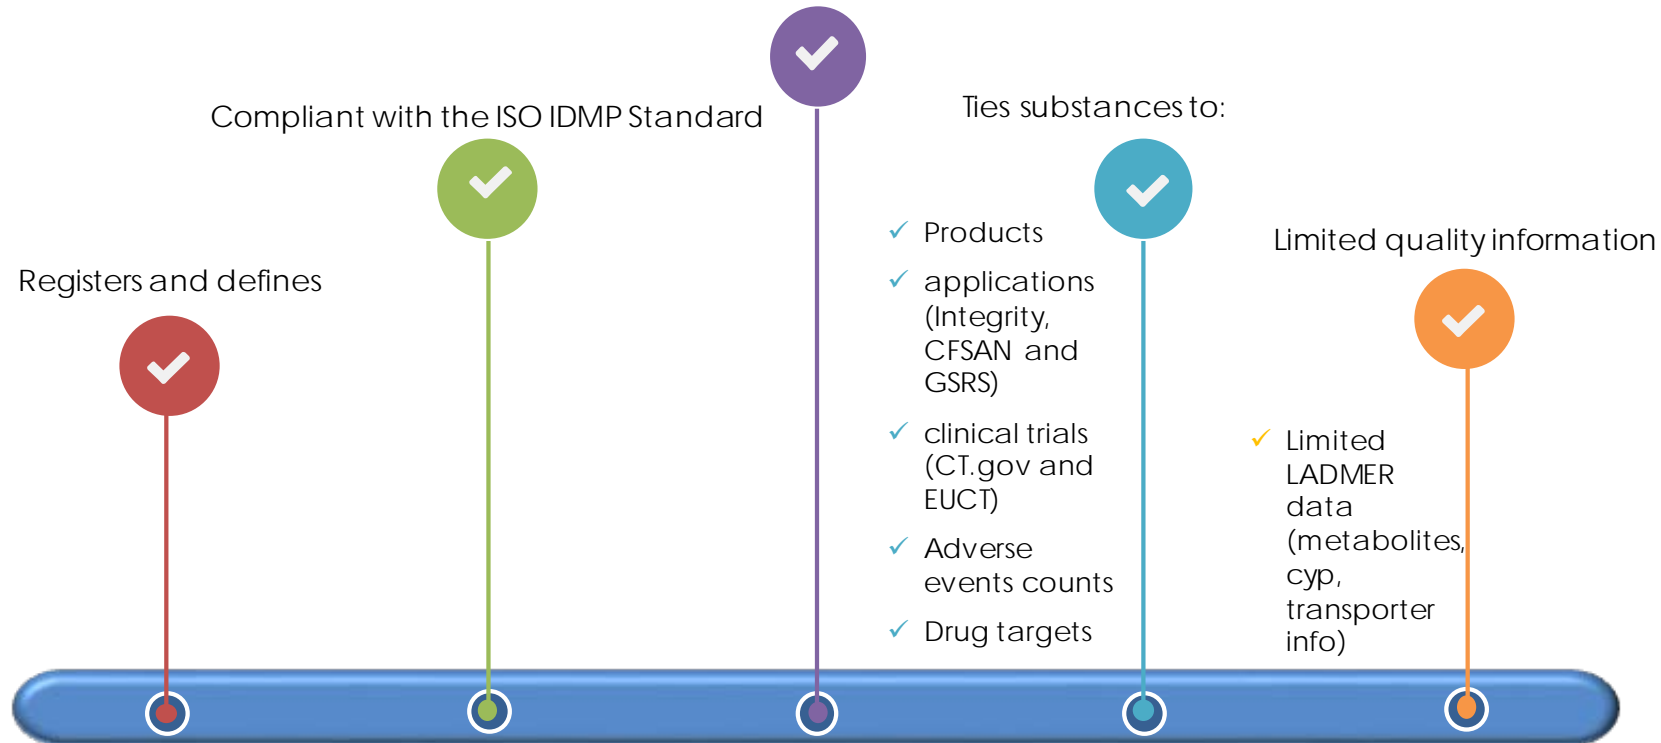 Registers and defines
Compliant with the ISO IDMP Standard
Ties substances to:
Products
applications
(Integrity,
CFSAN and
GSRS)
clinical trials
(CT.gov and
EUCT)
Adverse
events counts
Drug targets
Limited quality information
Limited
LADMER
data
(metabolites,
cyp,
transporter
info)